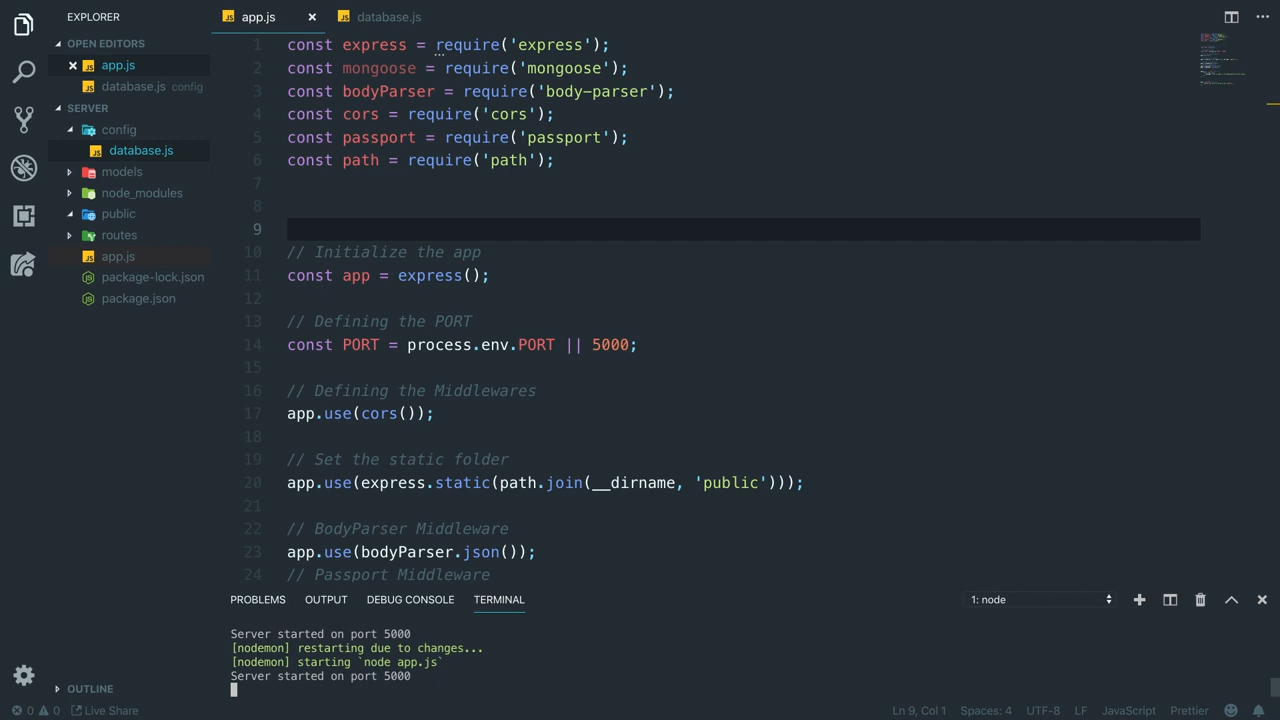 EXPLORER
OPEN EDITORS
app.js
database.js config
SERVER
config
database.js
models
node_modules
public
routes
app.js
package-lock.json
package.json
OUTLINE
app.js
database.js
1 const express = require('express');
2 const mongoose = require('mongoose');
3 const bodyParser = require('body-parser');
4 const cors = require('cors');
5 const passport = require('passport');
6 const path = require('path');
7
8
9
10 // Initialize the app
11 const app = express();
12
13 // Defining the PORT
14 const PORT = process.env.PORT || 5000;
15
16 // Defining the Middlewares
17 app.use(cors());
18
19 // Set the static folder
20 app.use(express.static(path.join(__dirname, 'public')));
21
22 // BodyParser Middleware
23 app.use(bodyParser.json());
24 // Passport Middleware
PROBLEMS OUTPUT DEBUG CONSOLE TERMINAL 1: node
Server started on port 5000
[nodemon] restarting due to changes...
[nodemon] starting `node app.js`
Server started on port 5000
0 0 Live Share Ln 9, Col 1 Spaces: 4 UTF-8 LF JavaScript Prettier